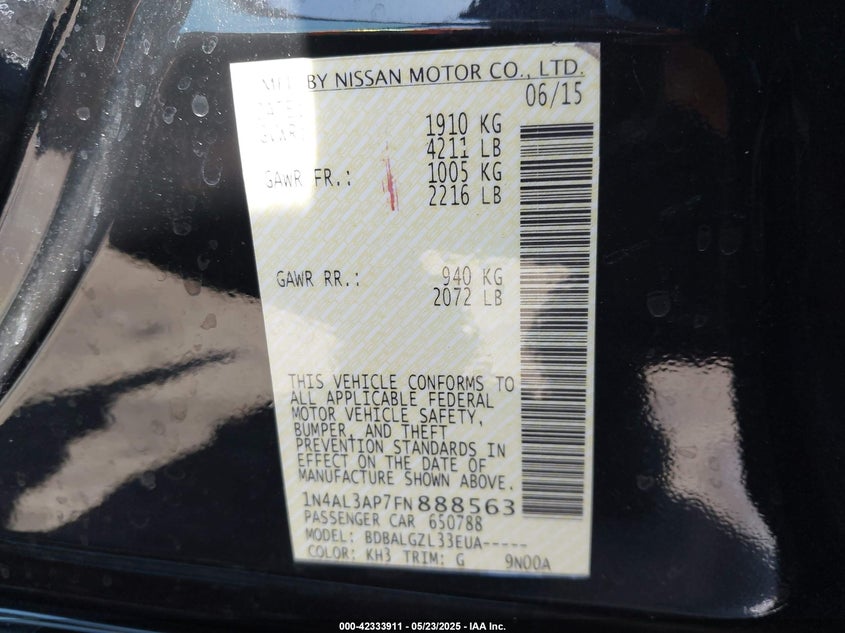 MFD BY NISSAN MOTOR CO., LTD.
DATE: 06/15
GVWR: 1910 KG
4211 LB
GAWR FR.: 1005 KG
2216 LB
GAWR RR.: 940 KG
2072 LB
THIS VEHICLE CONFORMS TO
ALL APPLICABLE FEDERAL
MOTOR VEHICLE SAFETY,
BUMPER, AND THEFT
PREVENTION STANDARDS IN
EFFECT ON THE DATE OF
MANUFACTURE SHOWN ABOVE.
1N4AL3AP7FN888563
PASSENGER CAR 650788
MODEL: BDBALGZL33EUA-----
COLOR: KH3 TRIM: G 9N00A
000-42333911 - 05/23/2025 - IAA Inc.